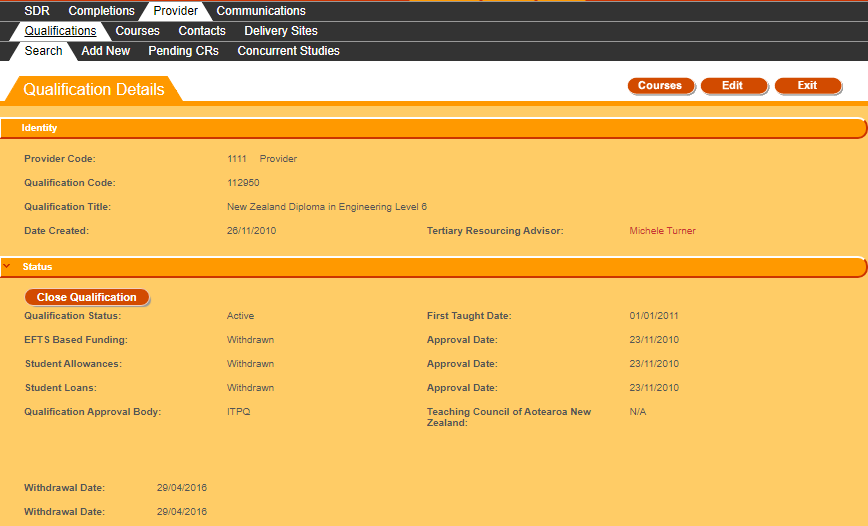 SDR Completions Provider Communications
Qualifications Courses Contacts Delivery Sites
Search Add New Pending CRs Concurrent Studies
Qualification Details Courses Edit Exit
Identity
Provider Code: 1111 Provider
Qualification Code: 112950
Qualification Title: New Zealand Diploma in Engineering Level 6
Date Created: 26/11/2010 Tertiary Resourcing Advisor: Michele Turner
Status
Close Qualification
Qualification Status: Active First Taught Date: 01/01/2011
EFTS Based Funding: Withdrawn Approval Date: 23/11/2010
Student Allowances: Withdrawn Approval Date: 23/11/2010
Student Loans: Withdrawn Approval Date: 23/11/2010
Qualification Approval Body: ITPQ Teaching Council of Aotearoa New N/A
Zealand:
Withdrawal Date: 29/04/2016
Withdrawal Date: 29/04/2016